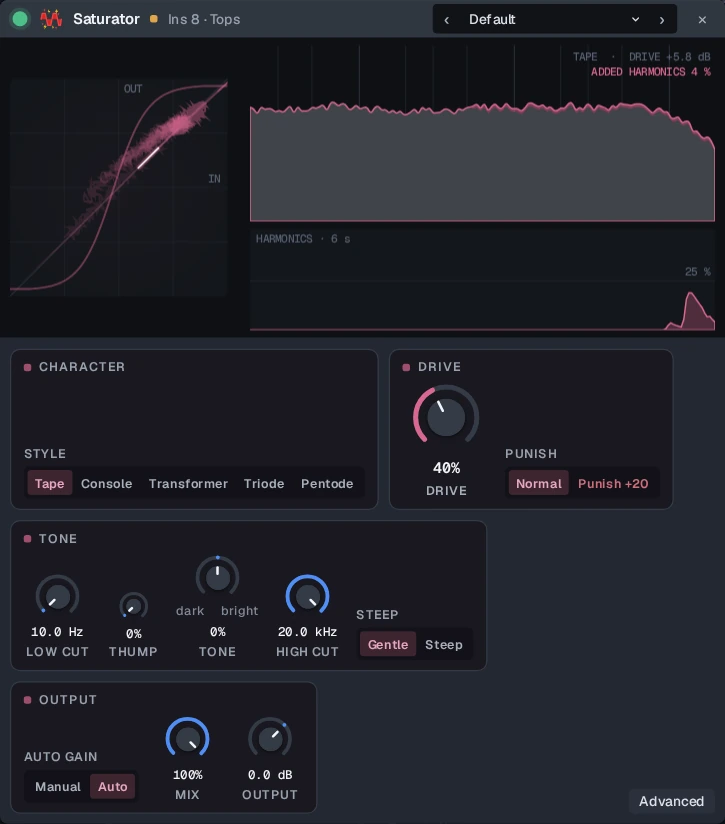 Saturator Ins 8 · Tops ‹ Default ›  ×
OUT
IN
TAPE · DRIVE +5.8 dB
ADDED HARMONICS 4 %
HARMONICS · 6 s
25 %
CHARACTER
STYLE
Tape Console Transformer Triode Pentode
DRIVE
40%
DRIVE
PUNISH
Normal Punish +20
TONE
10.0 Hz
LOW CUT
0%
THUMP
dark bright
0%
TONE
20.0 kHz
HIGH CUT
STEEP
Gentle Steep
OUTPUT
AUTO GAIN
Manual Auto
100%
MIX
0.0 dB
OUTPUT
Advanced